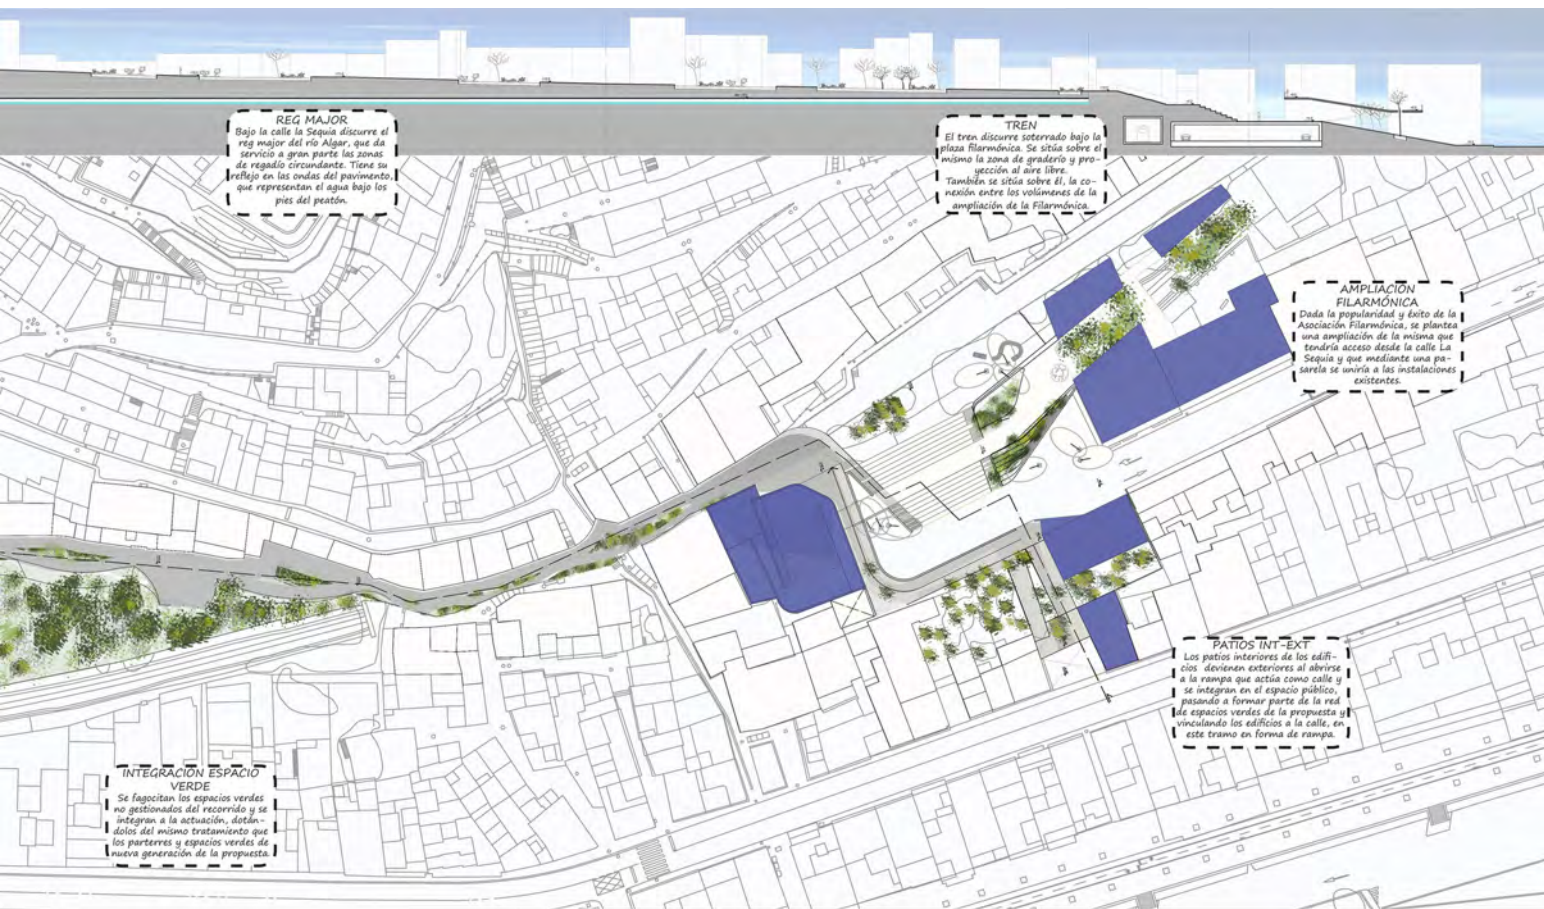 REG MAJOR
Bajo la calle la Sequia discurre el
reg major del río Algar, que da
servicio a gran parte las zonas
de regadío circundante. Tiene su
reflejo en las ondas del pavimento,
que representan el agua bajo los
pies del peatón.
TREN
El tren discurre soterrado bajo la
plaza filarmónica. Se sitúa sobre el
mismo la zona de graderío y pro-
yección al aire libre.
También se sitúa sobre él, la co-
nexión entre los volúmenes de la
ampliación de la Filarmónica.
AMPLIACIÓN
FILARMÓNICA
Dada la popularidad y éxito de la
Asociación Filarmónica, se plantea
una ampliación de la misma que
tendría acceso desde la calle La
Sequia y que mediante una pa-
sarela se uniría a las instalaciones
existentes.
PATIOS INT-EXT
Los patios interiores de los edifi-
cios devienen exteriores al abrirse
a la rampa que actúa como calle y
se integran en el espacio público,
pasando a formar parte de la red
de espacios verdes de la propuesta y
vinculando los edificios a la calle, en
este tramo en forma de rampa.
INTEGRACIÓN ESPACIO
VERDE
Se fagocitan los espacios verdes
no gestionados del recorrido y se
integran a la actuación, dotán-
dolos del mismo tratamiento que
los parterres y espacios verdes de
nueva generación de la propuesta.